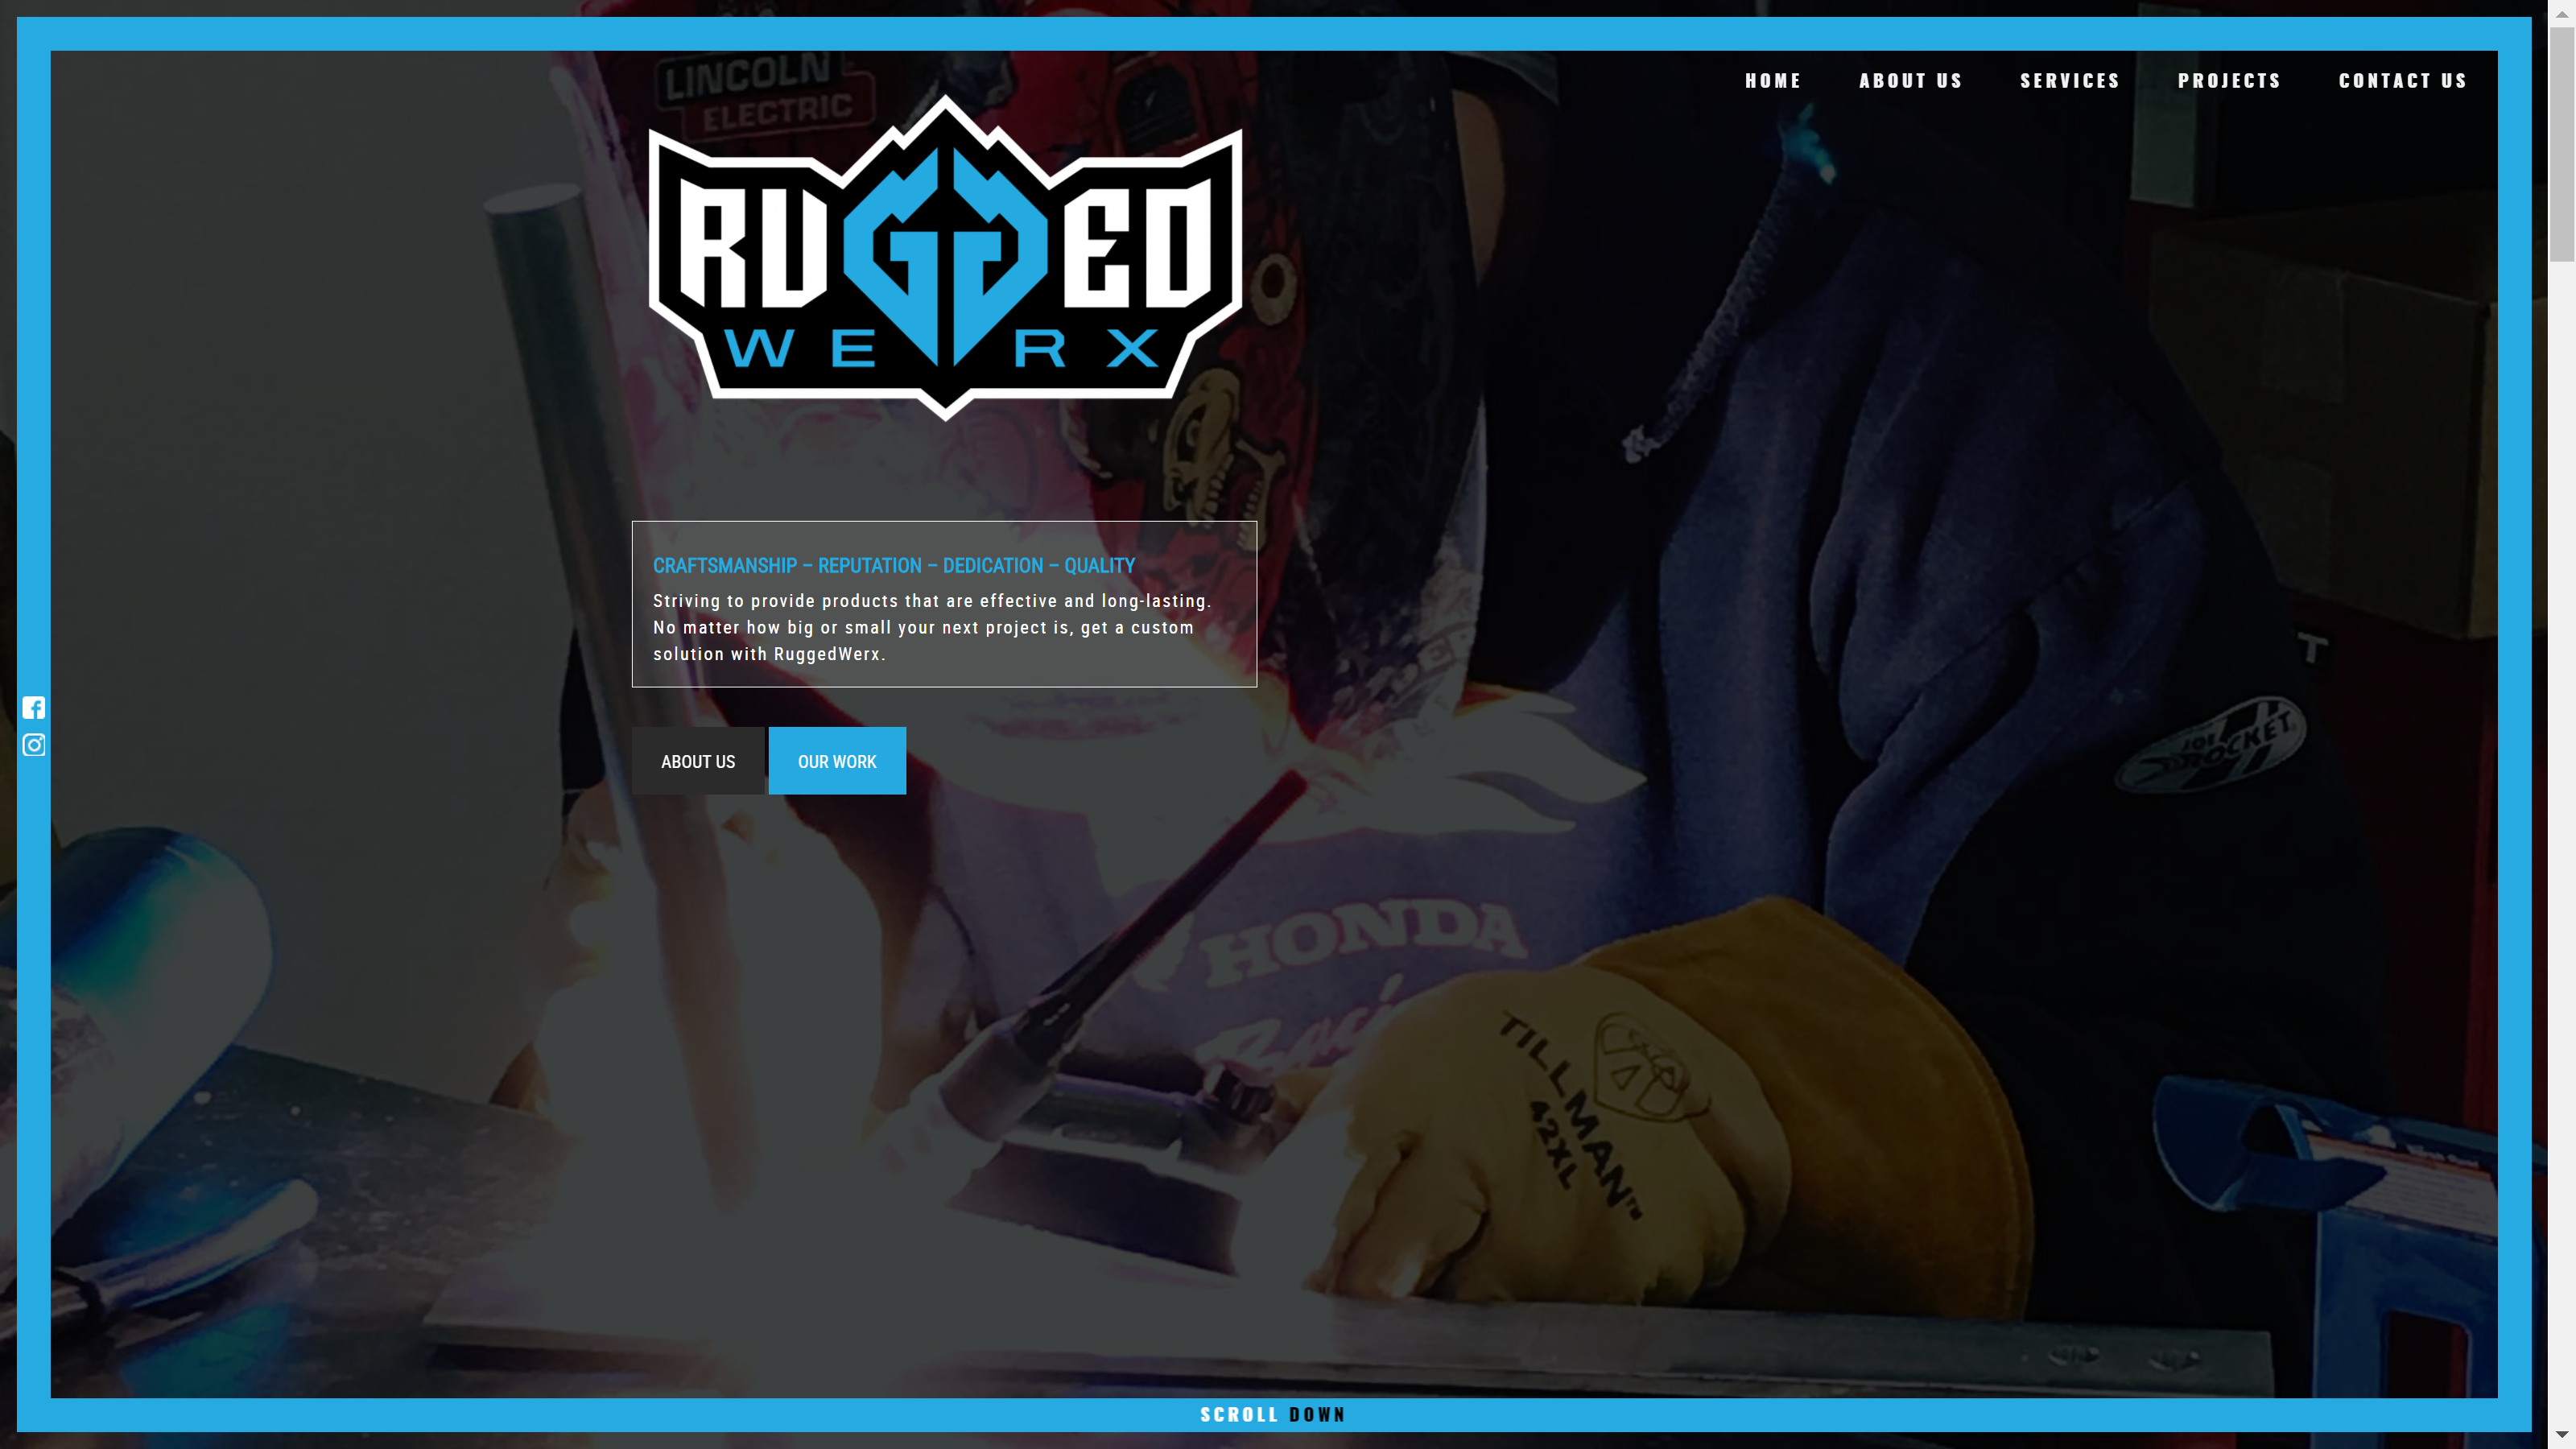 HOME ABOUT US SERVICES PROJECTS CONTACT US
LINCOLN
ELECTRIC
RUGGED
WERX
CRAFTSMANSHIP – REPUTATION – DEDICATION – QUALITY
Striving to provide products that are effective and long-lasting.
No matter how big or small your next project is, get a custom
solution with RuggedWerx.
JOE
ROCKET
ABOUT US OUR WORK
HONDA
Racing
TILLMAN™
42XL
SCROLL DOWN